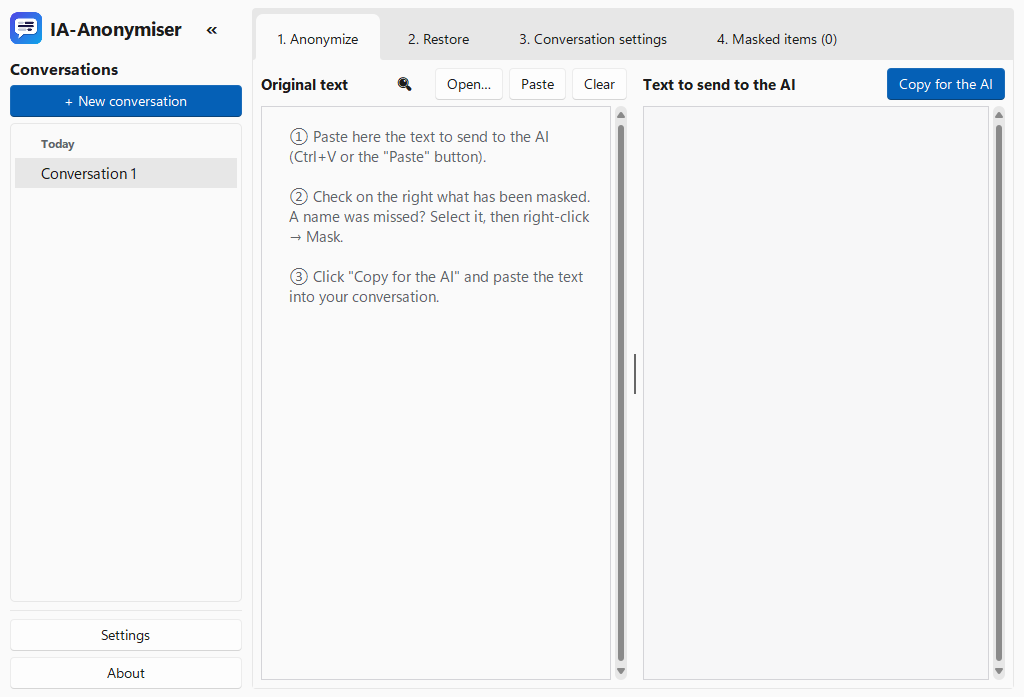 IA-Anonymiser «
Conversations
+ New conversation
Today
Conversation 1
Settings
About
1. Anonymize 2. Restore 3. Conversation settings 4. Masked items (0)
Original text Open... Paste Clear
① Paste here the text to send to the AI
(Ctrl+V or the "Paste" button).
② Check on the right what has been masked.
A name was missed? Select it, then right-click
→ Mask.
③ Click "Copy for the AI" and paste the text
into your conversation.
Text to send to the AI Copy for the AI